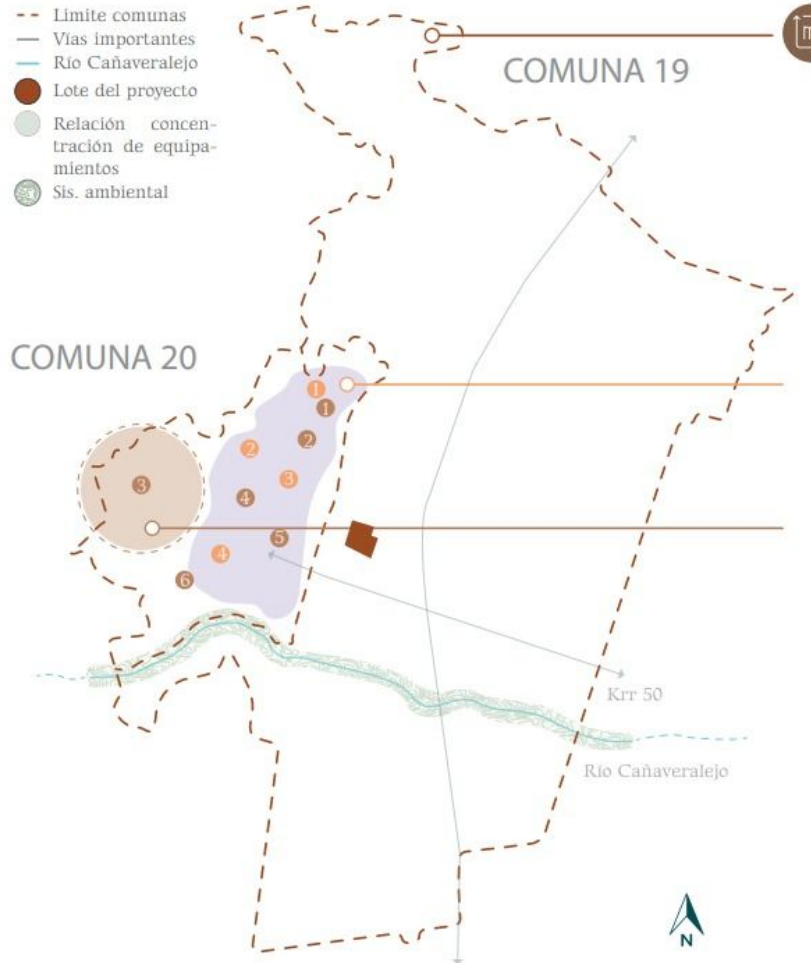 Limite comunas
Vías importantes
Río Cañaveralejo
Lote del proyecto
Relación concen-
tración de equipa-
mientos
Sis. ambiental
COMUNA 19
COMUNA 20
1
1
2
2
3
3
4
5
4
6
Krr 50
Río Cañaveralejo
N